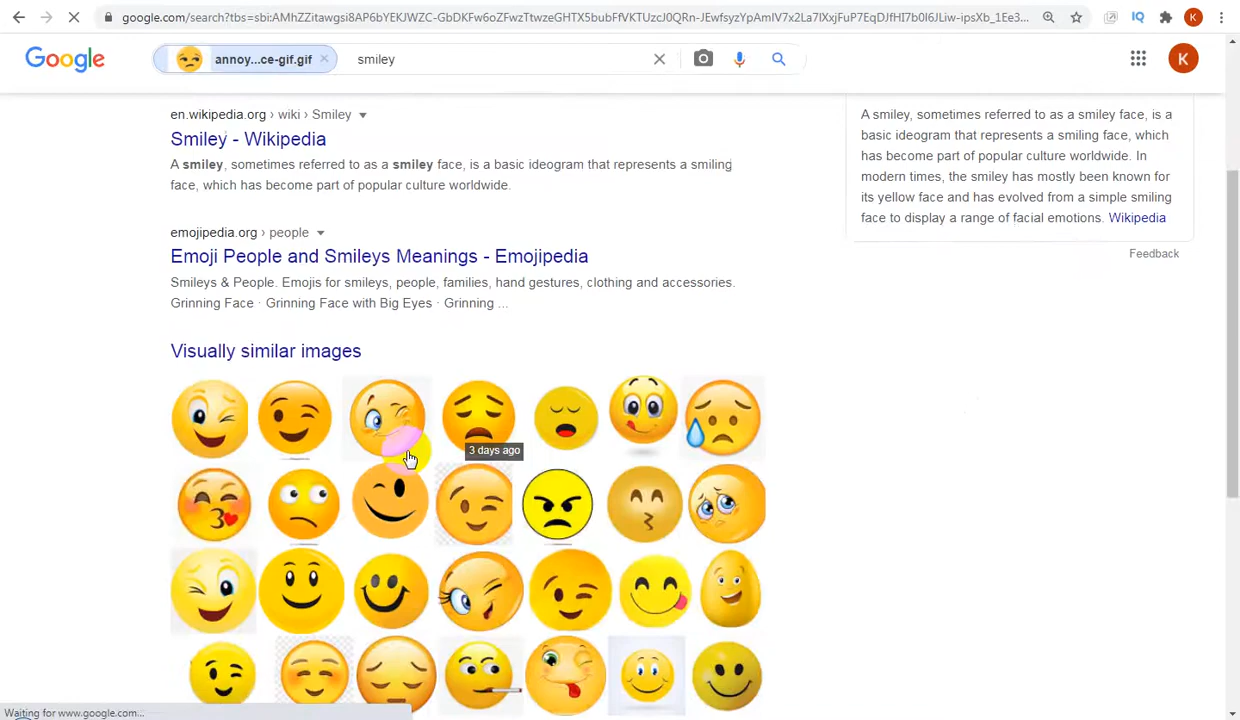 google.com/search?tbs=sbi:AMhZZitawgsi8AP6bYEKJWZC-GbDKFw6oZFwzTtwzeGHTX5bubFfVKTUzcJ0QRn-JEwfsyzYpAmIV7x2La7lXxjFuP7EqDJfHI7b0I6JLiw-ipsXb_1Ee3...
IQ
K
Google
annoy...ce-gif.gif
smiley
K
en.wikipedia.org › wiki › Smiley
Smiley - Wikipedia
A smiley, sometimes referred to as a smiley face, is a basic ideogram that represents a smiling
face, which has become part of popular culture worldwide.
emojipedia.org › people
Emoji People and Smileys Meanings - Emojipedia
Smileys & People. Emojis for smileys, people, families, hand gestures, clothing and accessories.
Grinning Face · Grinning Face with Big Eyes · Grinning ...
A smiley, sometimes referred to as a smiley face, is a
basic ideogram that represents a smiling face, which
has become part of popular culture worldwide. In
modern times, the smiley has mostly been known for
its yellow face and has evolved from a simple smiling
face to display a range of facial emotions. Wikipedia
Feedback
Visually similar images
3 days ago
Waiting for www.google.com...